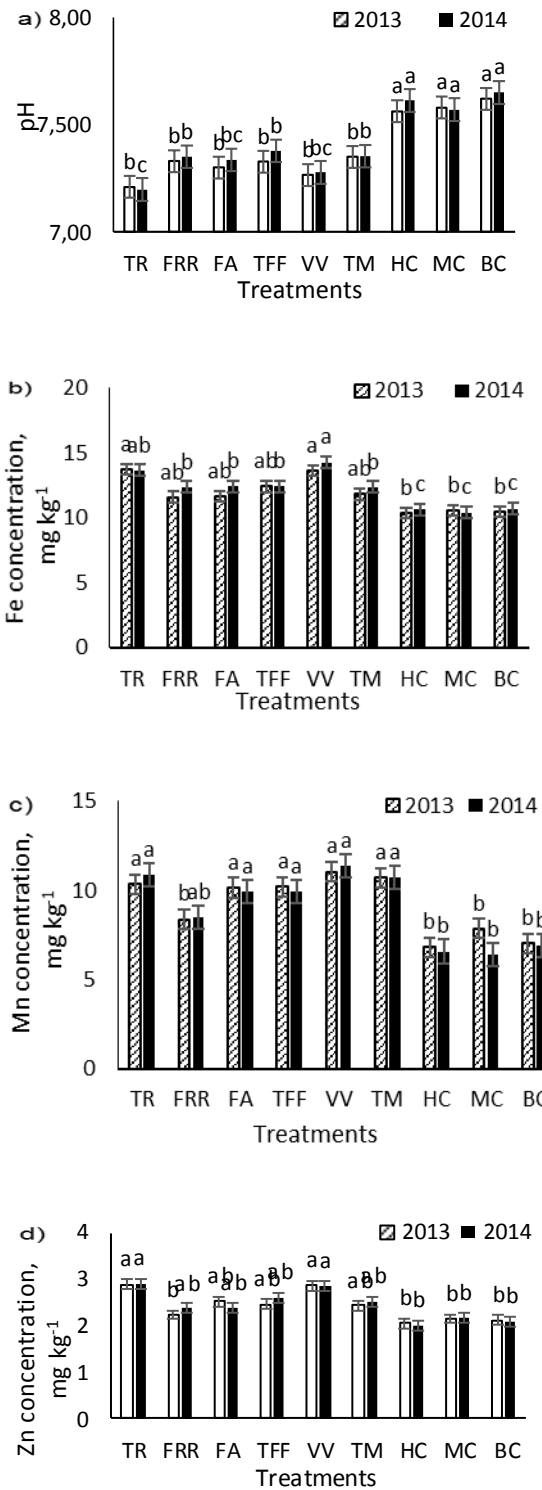 a)
2013 2014
8,00
7,500
7,00
pH
b c b b b bc b b b bc b b a a a a a a
TR FRR FA TFF VV TM HC MC BC
Treatments
b)
2013 2014
20
15
10
5
0
Fe concentration,
mg kg-1
a ab ab b ab b ab b a a ab b b c b c b c
TR FRR FA TFF VV TM HC MC BC
Treatments
c)
2013 2014
15
10
5
0
Mn concentration,
mg kg-1
a a b ab a a a a a a a a b b b b b b
TR FRR FA TFF VV TM HC MC BC
Treatments
d)
2013 2014
4
3
2
1
0
Zn concentration,
mg kg-1
a a b ab ab ab ab ab a a ab ab b b b b b b
TR FRR FA TFF VV TM HC MC BC
Treatments